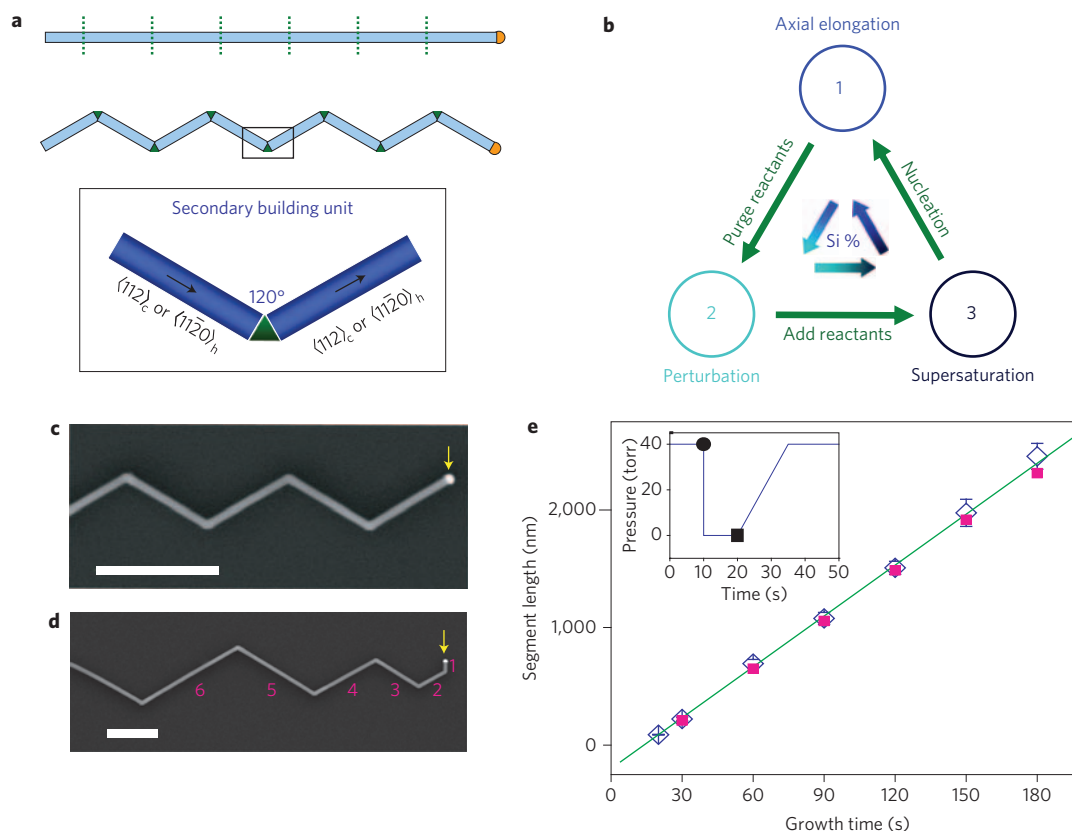 a
Secondary building unit
120°
⟨112⟩c or ⟨112̄0⟩h
⟨112⟩c or ⟨112̄0⟩h
b
Axial elongation
1
Purge reactants
Nucleation
Si %
2
Add reactants
3
Perturbation
Supersaturation
c
d
1
2
3
4
5
6
e
Pressure (torr)
40
20
0
0 10 20 30 40 50
Time (s)
Segment length (nm)
2,000
1,000
0
0 30 60 90 120 150 180
Growth time (s)